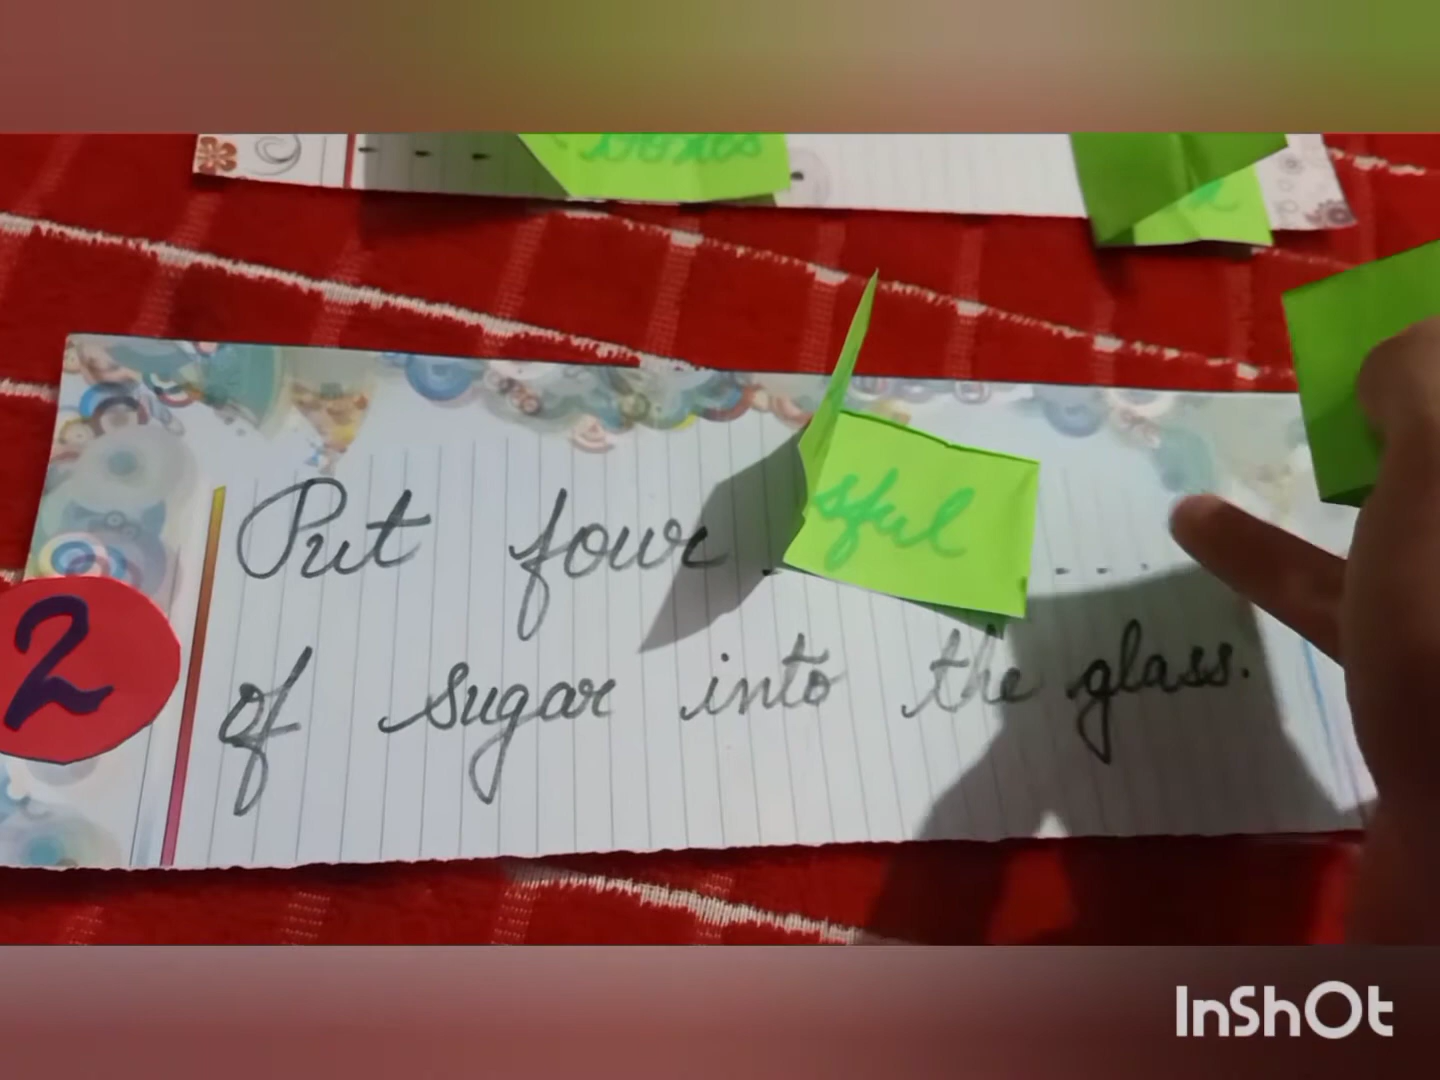 Put four . sful . . .
of sugar into the glass.
2
InShOt